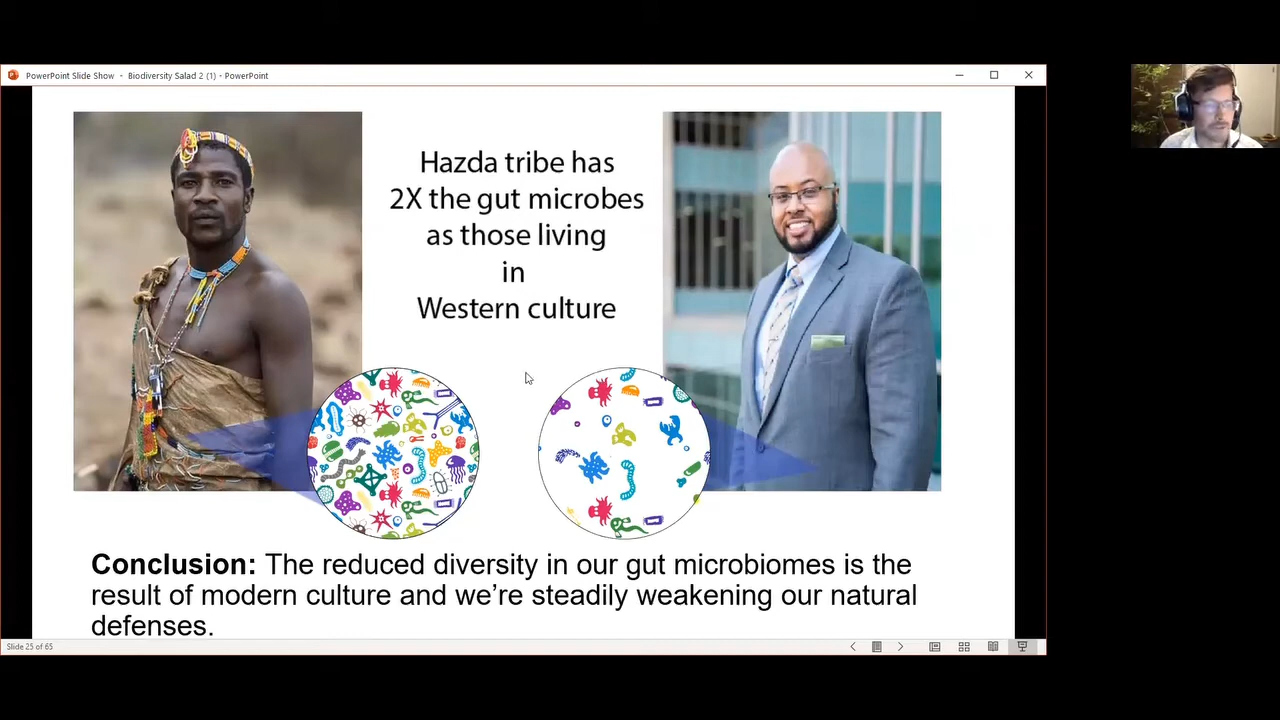 PowerPoint Slide Show - Biodiversity Salad 2 (1) - PowerPoint
Hazda tribe has
2X the gut microbes
as those living
in
Western culture
Conclusion: The reduced diversity in our gut microbiomes is the
result of modern culture and we're steadily weakening our natural
defenses.
Slide 25 of 65